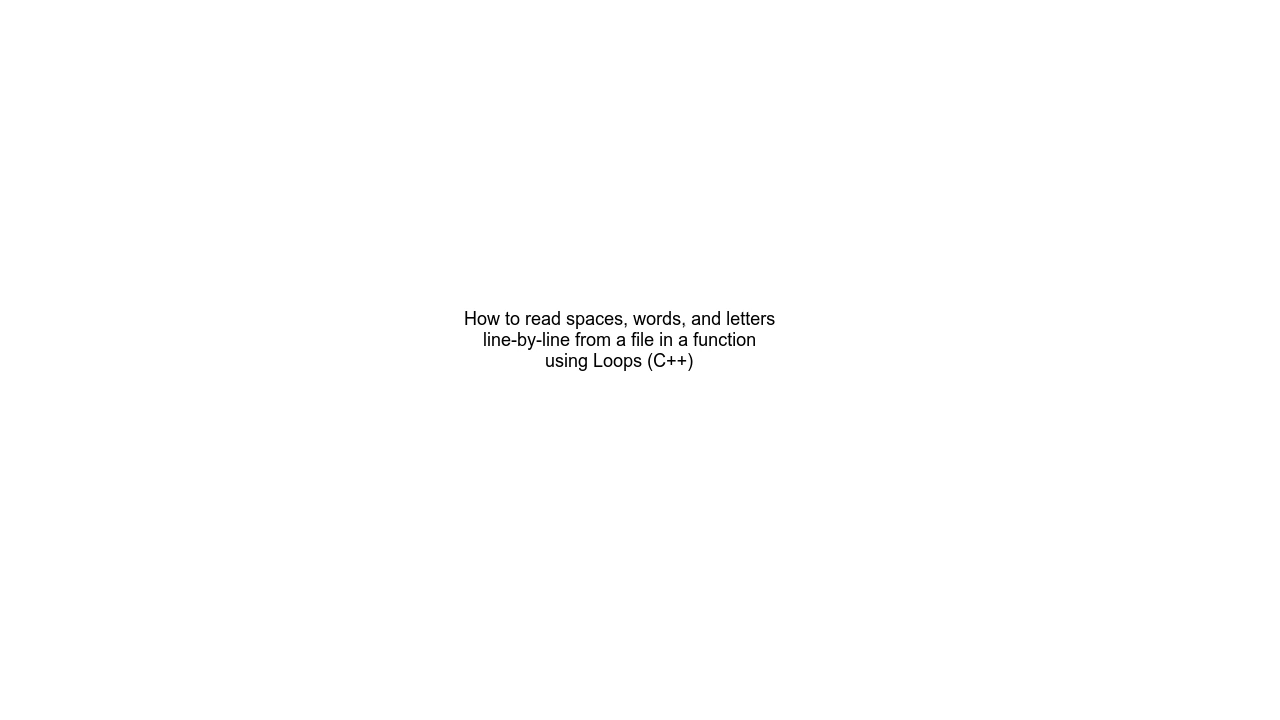 How to read spaces, words, and letters
line-by-line from a file in a function
using Loops (C++)